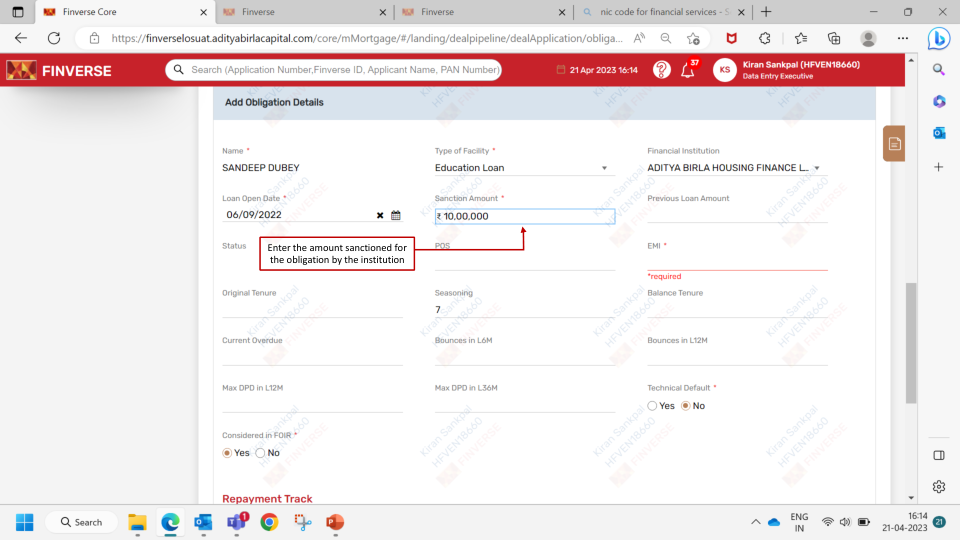 Finverse Core
Finverse
Finverse
nic code for financial services - S
https://finverselosuat.adityabirlacapital.com/core/mMortgage/#/landing/dealpipeline/dealApplication/obliga...
FINVERSE
Search (Application Number,Finverse ID, Applicant Name, PAN Number)
21 Apr 2023 16:14
37
KS
Kiran Sankpal (HFVEN18660)
Data Entry Executive
Add Obligation Details
Name *
Type of Facility *
Financial Institution
SANDEEP DUBEY
Education Loan
ADITYA BIRLA HOUSING FINANCE L...
Loan Open Date *
Sanction Amount *
Previous Loan Amount
06/09/2022
₹ 10,00,000
Status
Enter the amount sanctioned for
the obligation by the institution
POS
EMI *
*required
Original Tenure
Seasoning
Balance Tenure
7
Current Overdue
Bounces in L6M
Bounces in L12M
Max DPD in L12M
Max DPD in L36M
Technical Default *
Yes No
Considered in FOIR *
Yes No
Repayment Track
Kiran Sankpal
HFVEN18660
FINVERSE
Search
1
ENG
IN
16:14
21-04-2023
21